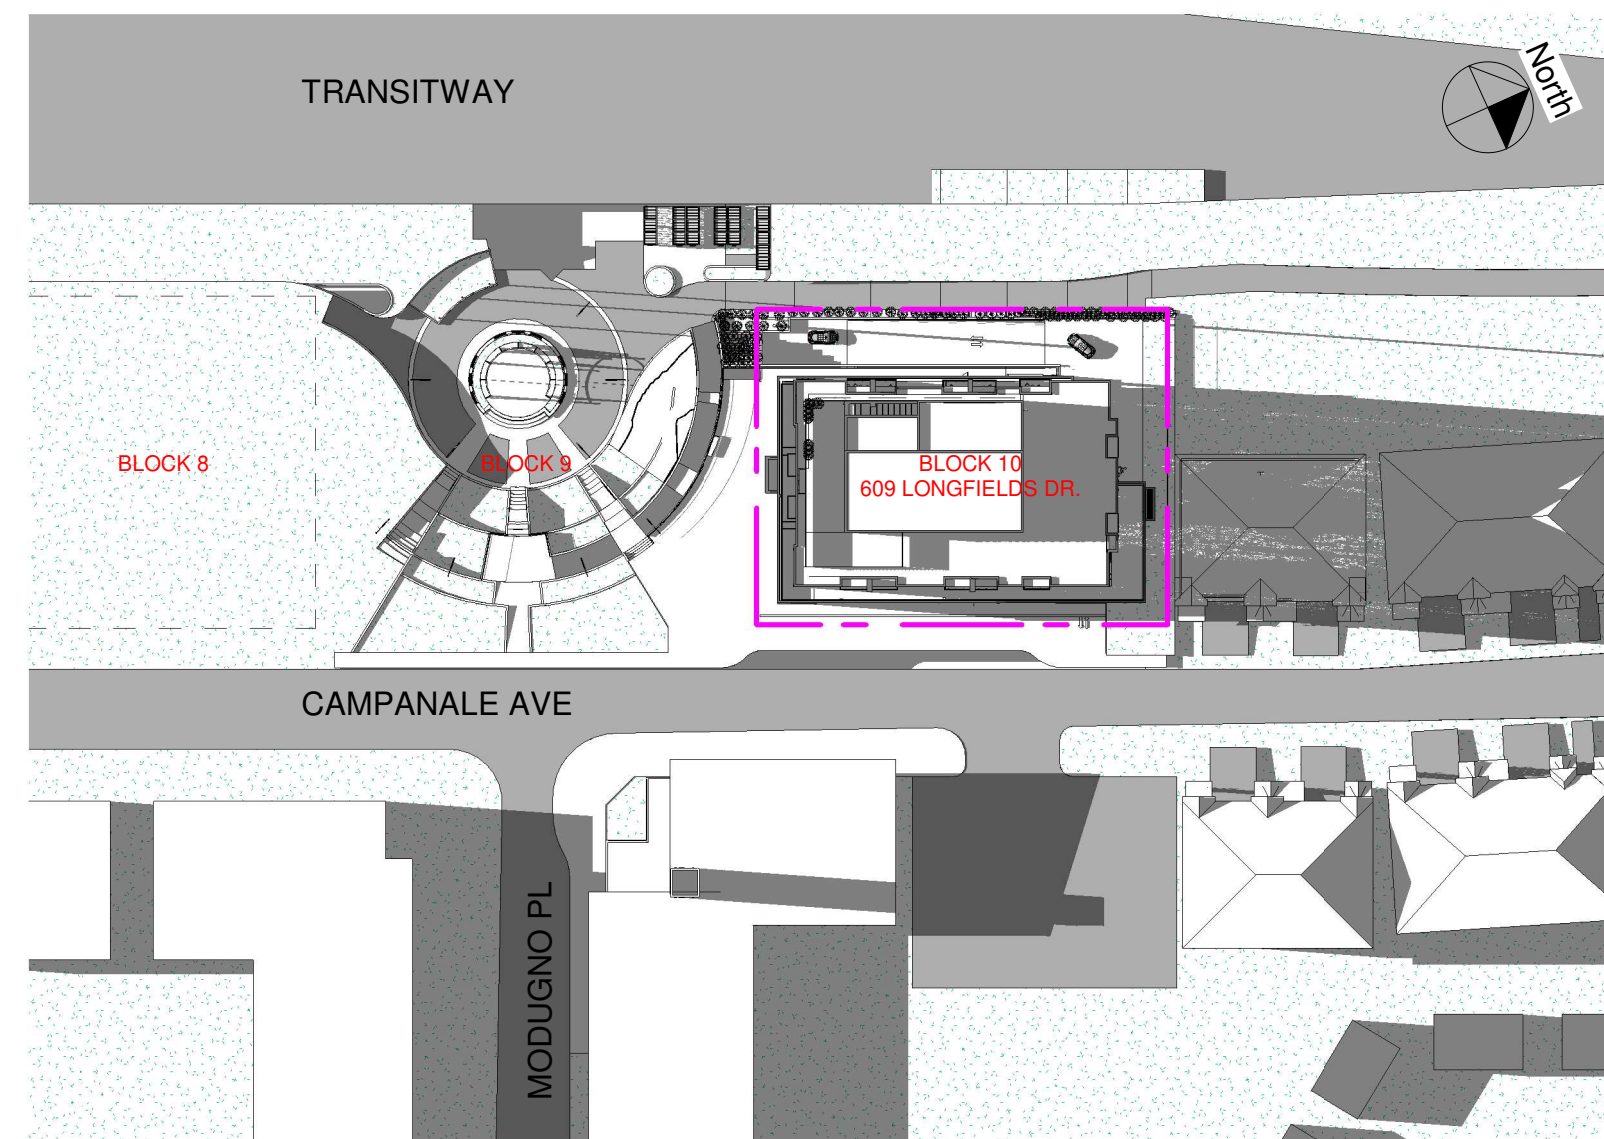 TRANSITWAY
North
BLOCK 8
BLOCK 9
BLOCK 10
609 LONGFIELDS DR.
CAMPANALE AVE
MODUGNO PL